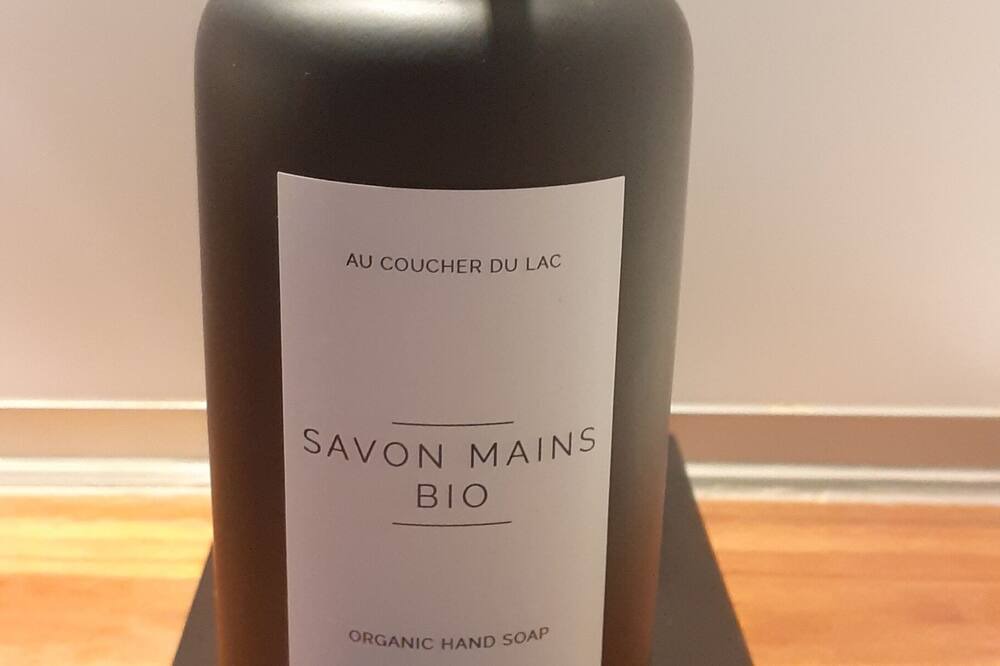 AU COUCHER DU LAC
SAVON MAINS
BIO
ORGANIC HAND SOAP